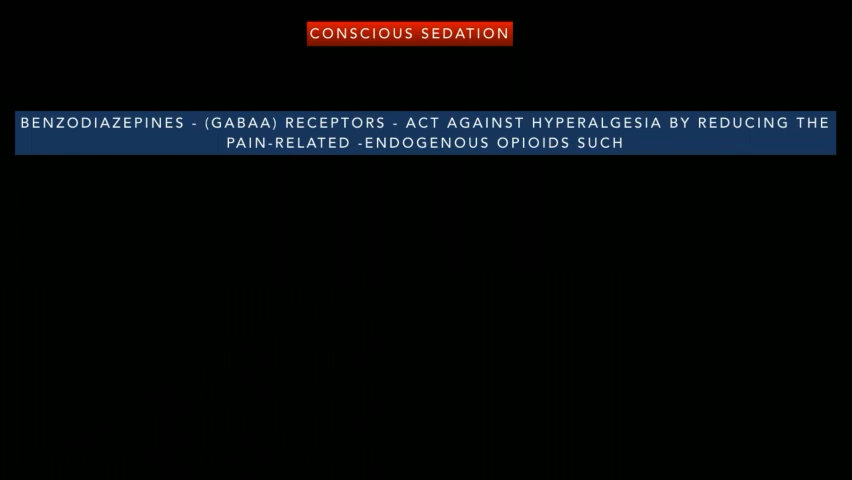 CONSCIOUS SEDATION
BENZODIAZEPINES - (GABAA) RECEPTORS - ACT AGAINST HYPERALGESIA BY REDUCING THE
PAIN-RELATED -ENDOGENOUS OPIOIDS SUCH